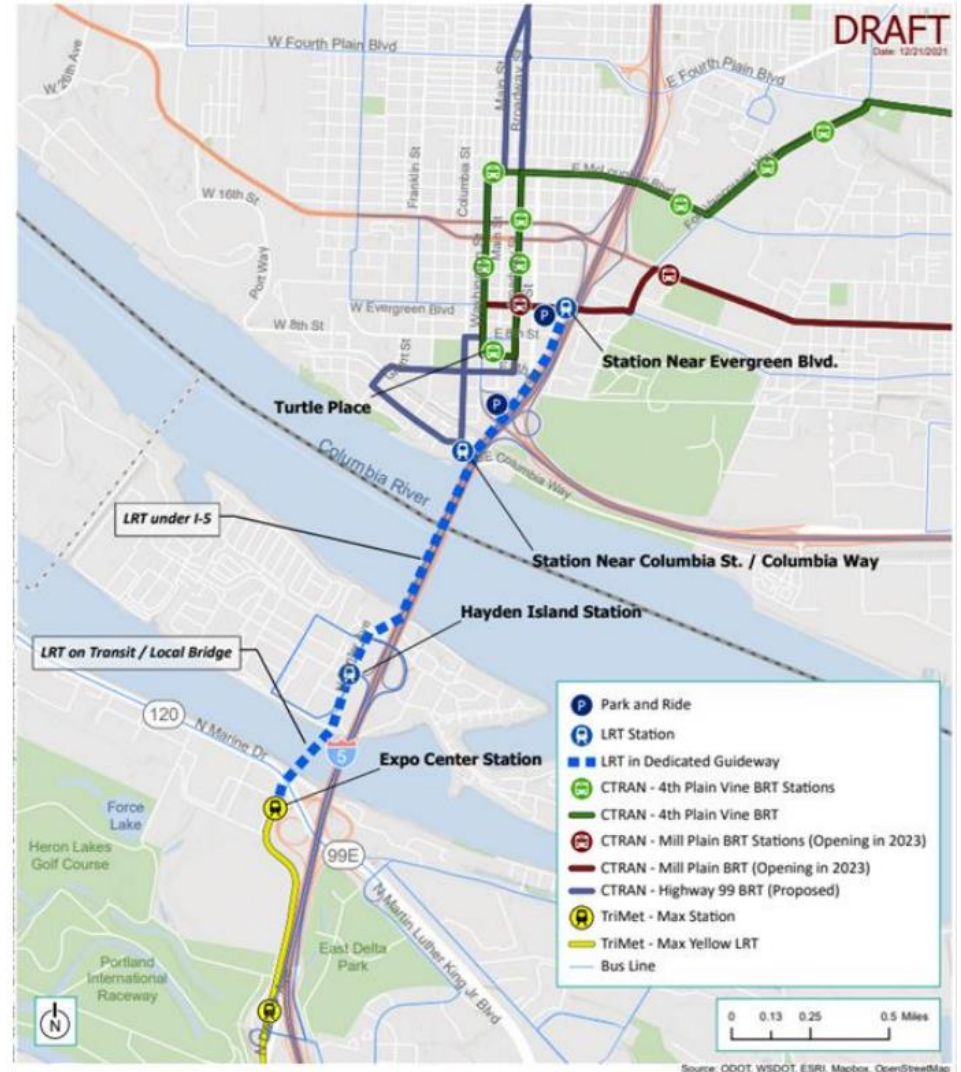 DRAFT
Date: 12/21/2021
W Fourth Plain Blvd
E Fourth Plain Blvd
W 26th Ave
Main St
Broadway St
Franklin St
Columbia St
E McLoughlin Blvd
W 16th St
Main St
Port Way
W Evergreen Blvd
W 8th St
E 8th St
P
Station Near Evergreen Blvd.
Turtle Place
P
Columbia River
SE Columbia Way
LRT under I-5
Station Near Columbia St. / Columbia Way
Hayden Island Station
LRT on Transit / Local Bridge
120
N Marine Dr
5
Expo Center Station
Force
Lake
Heron Lakes
Golf Course
99E
N Martin Luther King Jr Blvd
East Delta
Park
Portland
International
Raceway
N
P Park and Ride
LRT Station
LRT in Dedicated Guideway
CTRAN - 4th Plain Vine BRT Stations
CTRAN - 4th Plain Vine BRT
CTRAN - Mill Plain BRT Stations (Opening in 2023)
CTRAN - Mill Plain BRT (Opening in 2023)
CTRAN - Highway 99 BRT (Proposed)
TriMet - Max Station
TriMet - Max Yellow LRT
Bus Line
0 0.13 0.25 0.5 Miles
Source: ODOT, WSDOT, ESRI, Mapbox, OpenStreetMap